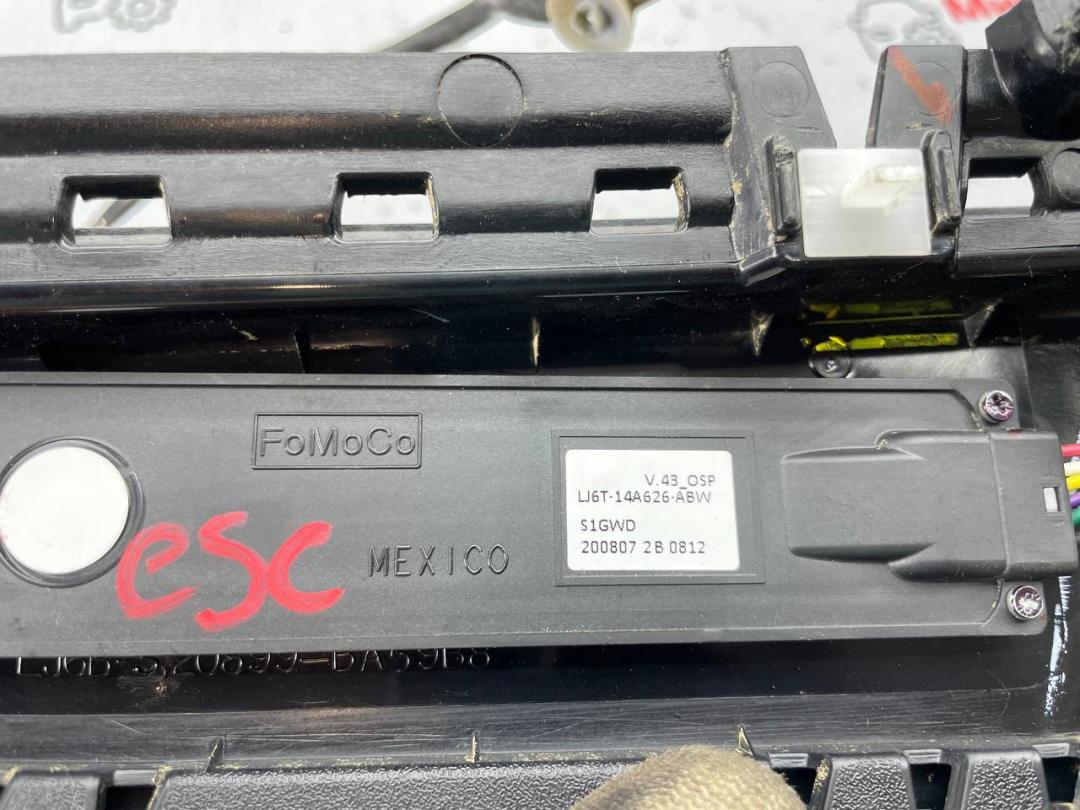 FoMoCo
V.43_OSP
LJ6T-14A626-ABW
S1GWD
200807 2B 0812
esc
MEXICO